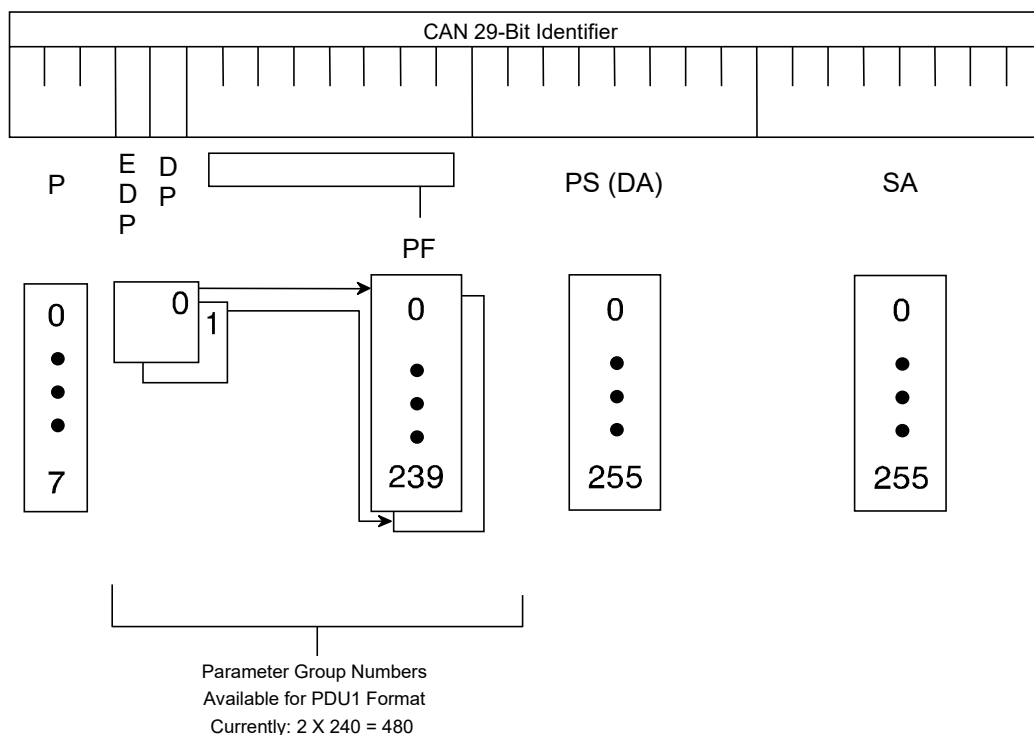 CAN 29-Bit Identifier
P
E
D
P
D
P
PS (DA)
SA
PF
0
7
0
1
0
239
0
255
0
255
Parameter Group Numbers
Available for PDU1 Format
Currently: 2 X 240 = 480